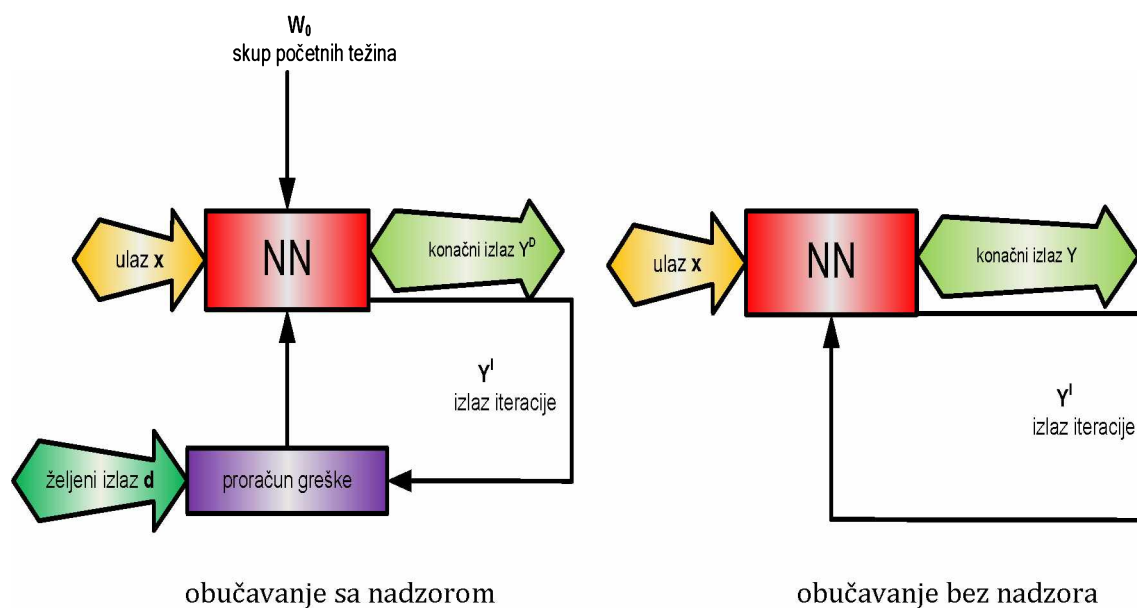 W₀
skup početnih težina
ulaz x
NN
konačni izlaz Yᴰ
Yᴵ
izlaz iteracije
željeni izlaz d
proračun greške
obučavanje sa nadzorom
ulaz x
NN
konačni izlaz Y
Yᴵ
izlaz iteracije
obučavanje bez nadzora